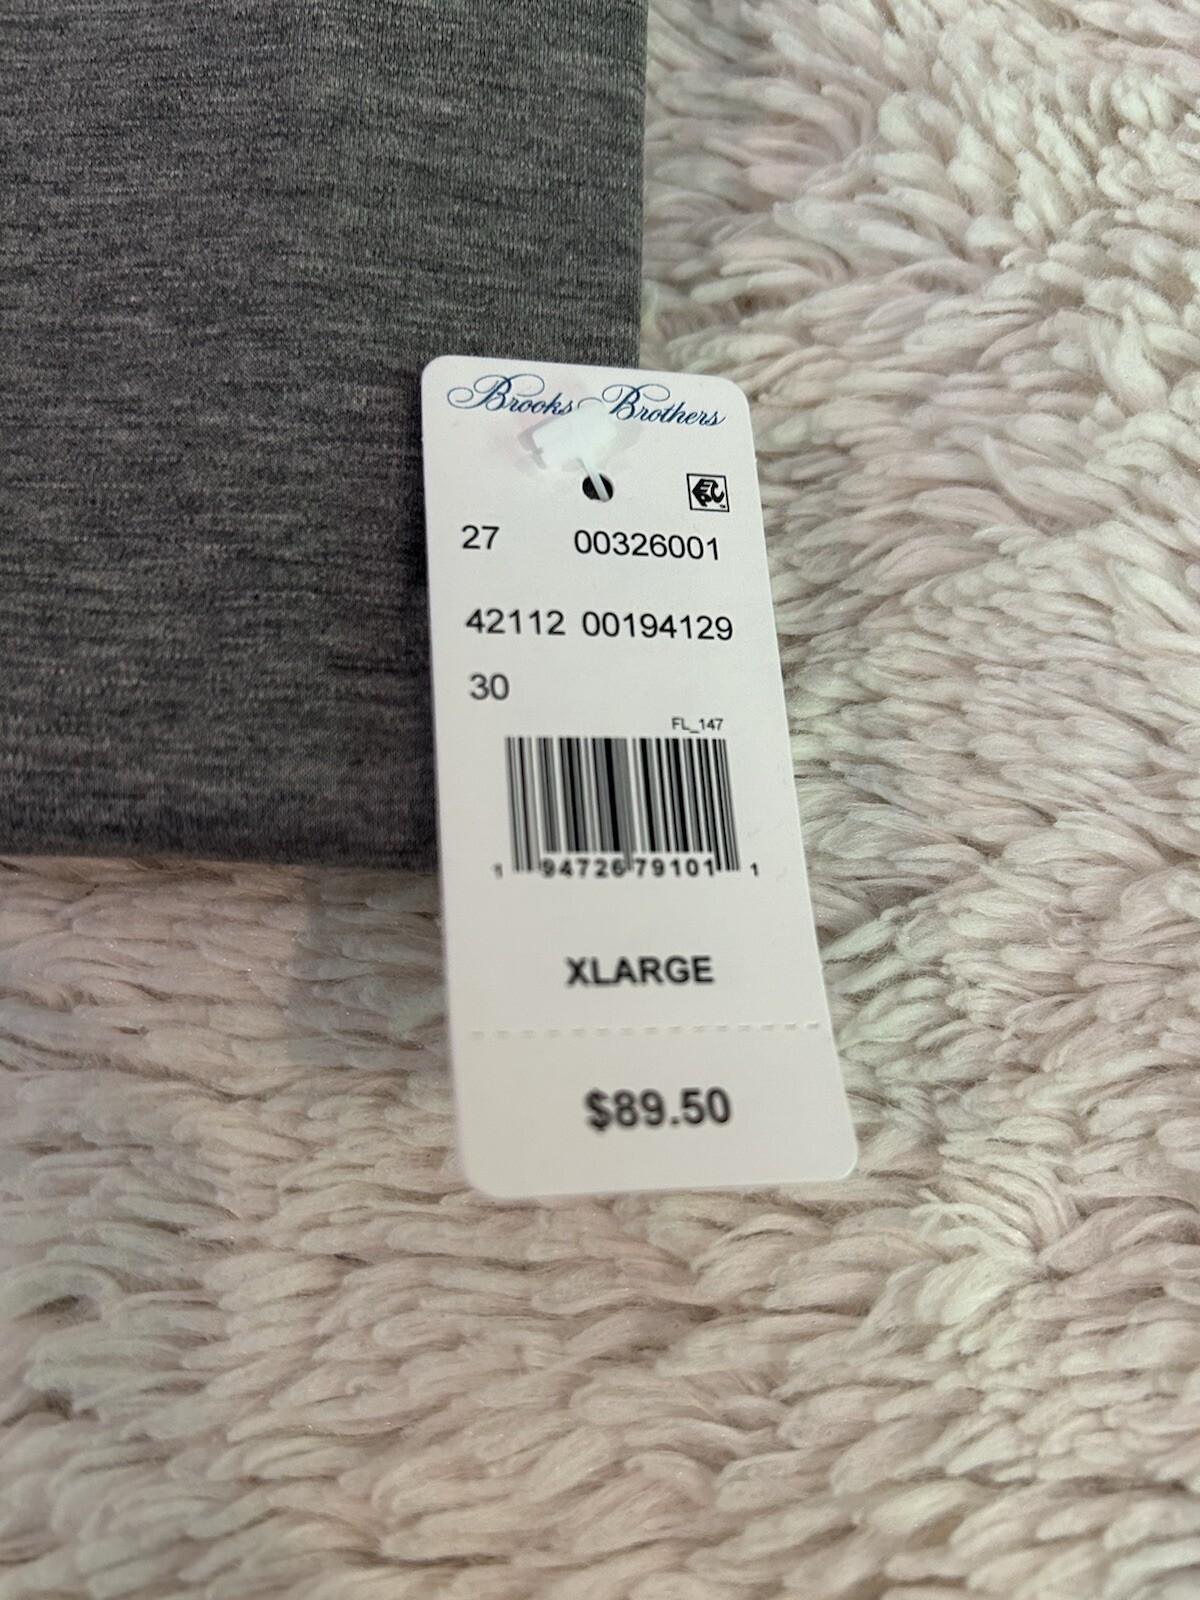 Brooks Brothers
27 00326001
42112 00194129
30
FL_147
1 94726 79101 1
XLARGE
$89.50